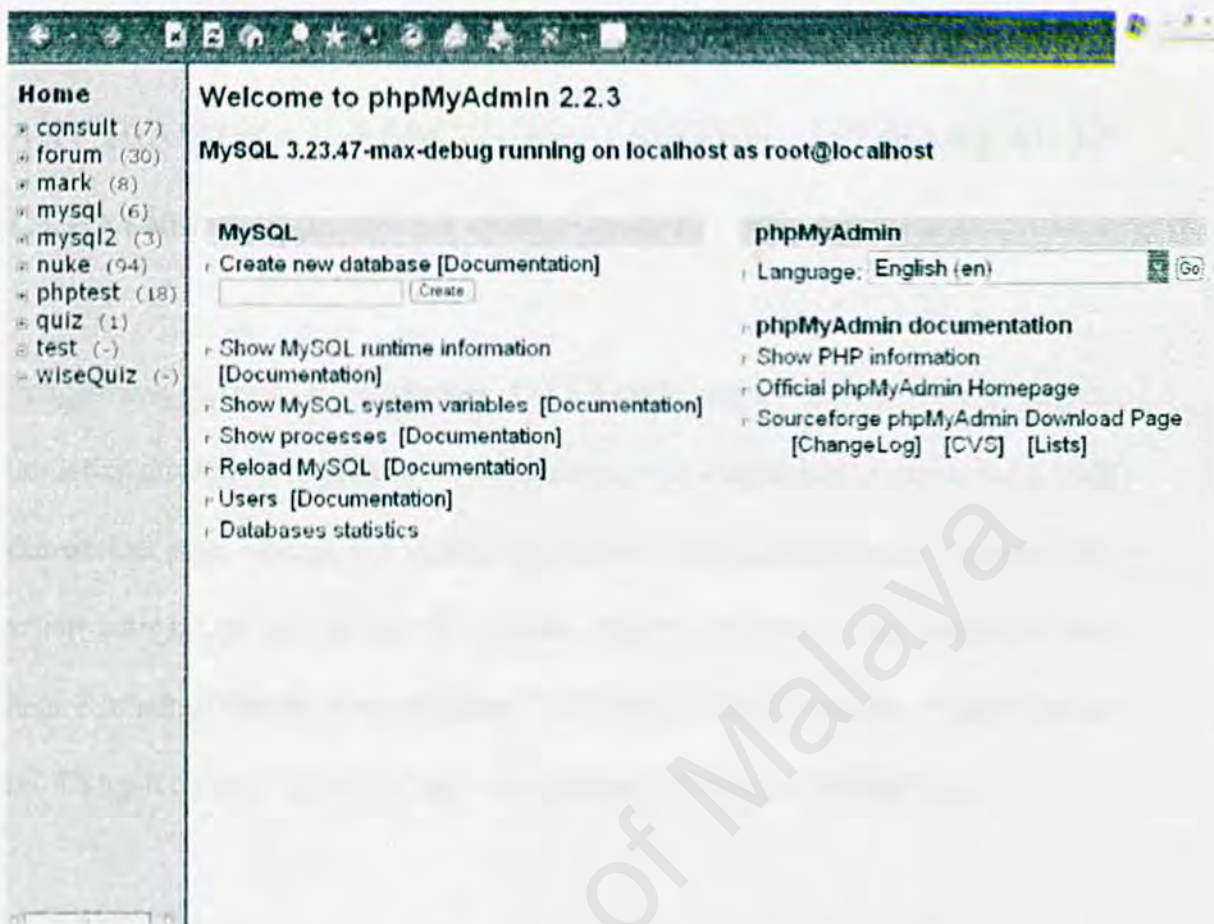 Home
consult (7)
forum (30)
mark (8)
mysql (6)
mysql2 (3)
nuke (94)
phptest (18)
quiz (1)
test (-)
wiseQuiz (-)
Welcome to phpMyAdmin 2.2.3
MySQL 3.23.47-max-debug running on localhost as root@localhost
MySQL
Create new database [Documentation]
Create
Show MySQL runtime information
[Documentation]
Show MySQL system variables [Documentation]
Show processes [Documentation]
Reload MySQL [Documentation]
Users [Documentation]
Databases statistics
phpMyAdmin
Language: English (en) Go
phpMyAdmin documentation
Show PHP information
Official phpMyAdmin Homepage
Sourceforge phpMyAdmin Download Page
[ChangeLog] [CVS] [Lists]
of Malaya